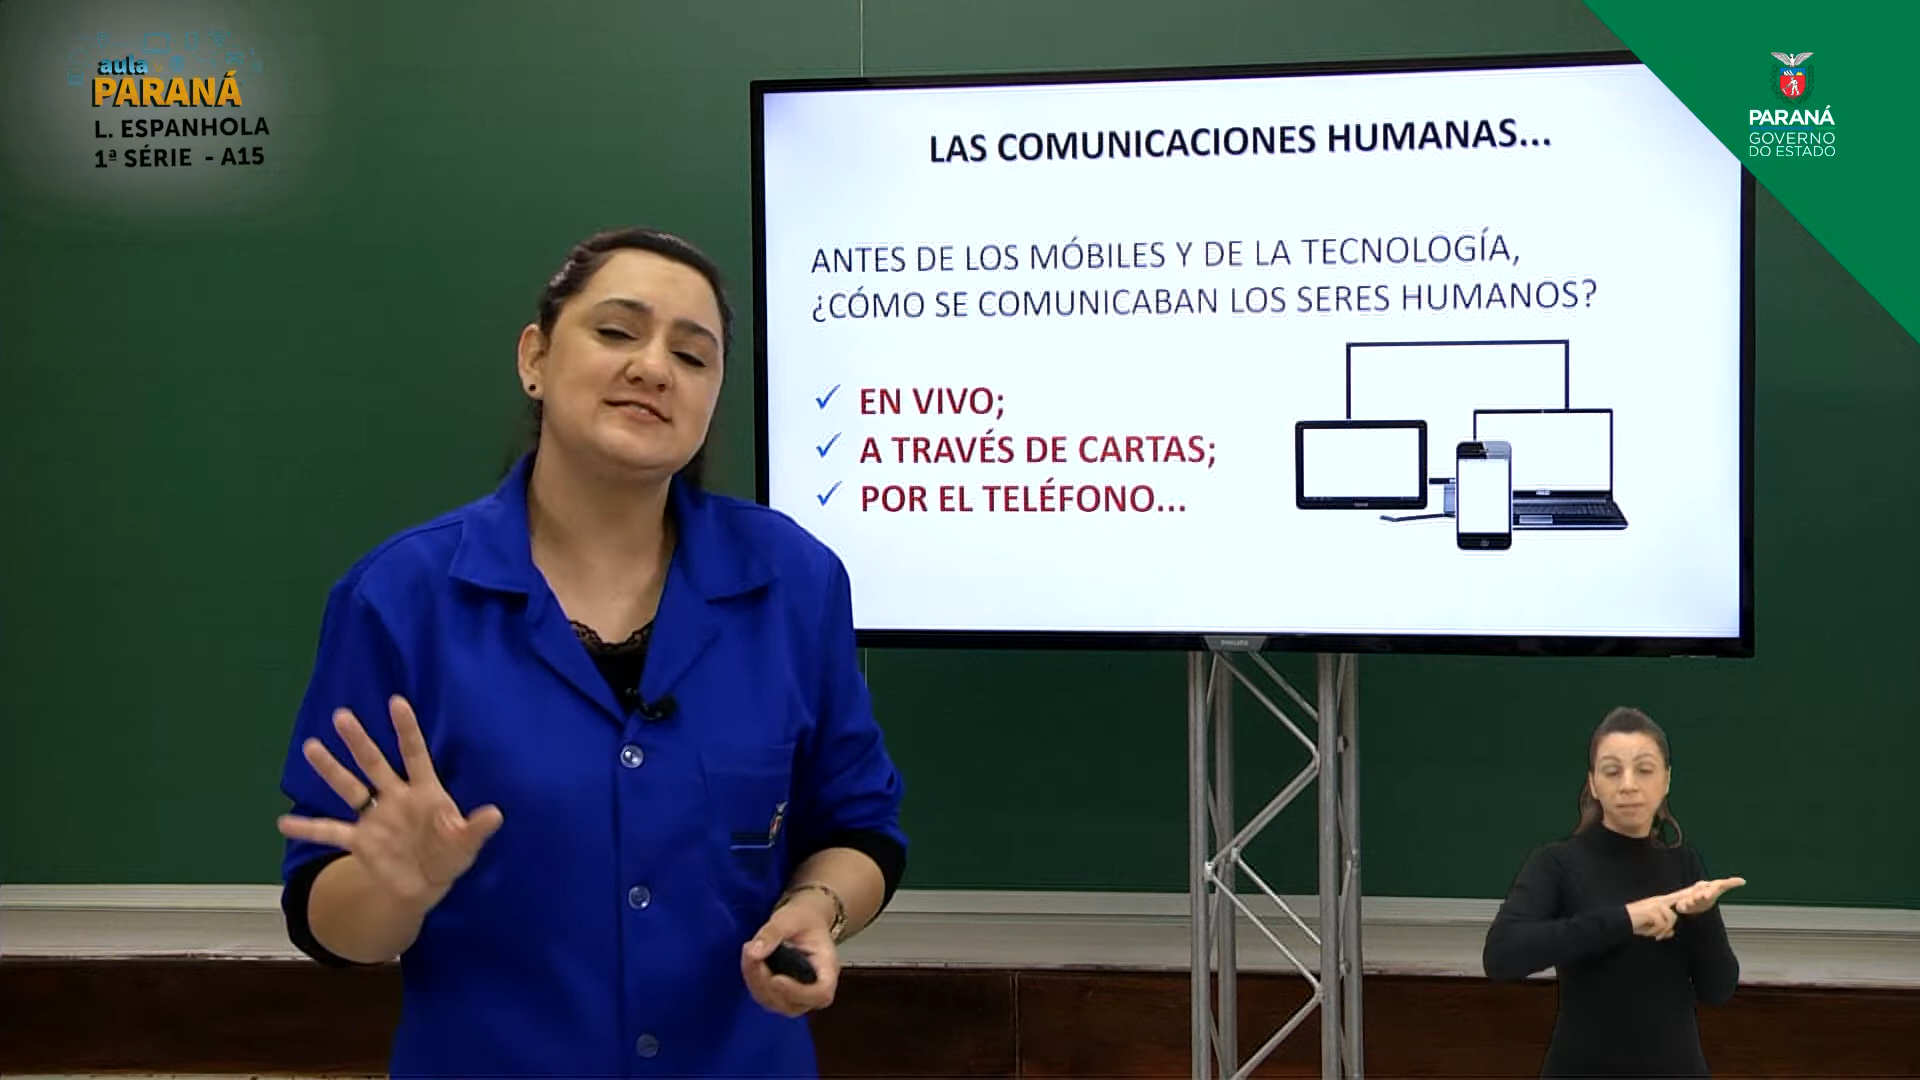 aula
PARANÁ
L. ESPANHOLA
1ª SÉRIE - A15
LAS COMUNICACIONES HUMANAS...
ANTES DE LOS MÓBILES Y DE LA TECNOLOGÍA,
¿CÓMO SE COMUNICABAN LOS SERES HUMANOS?
✓ EN VIVO;
✓ A TRAVÉS DE CARTAS;
✓ POR EL TELÉFONO...
PARANÁ
GOVERNO
DO ESTADO
PHILIPS